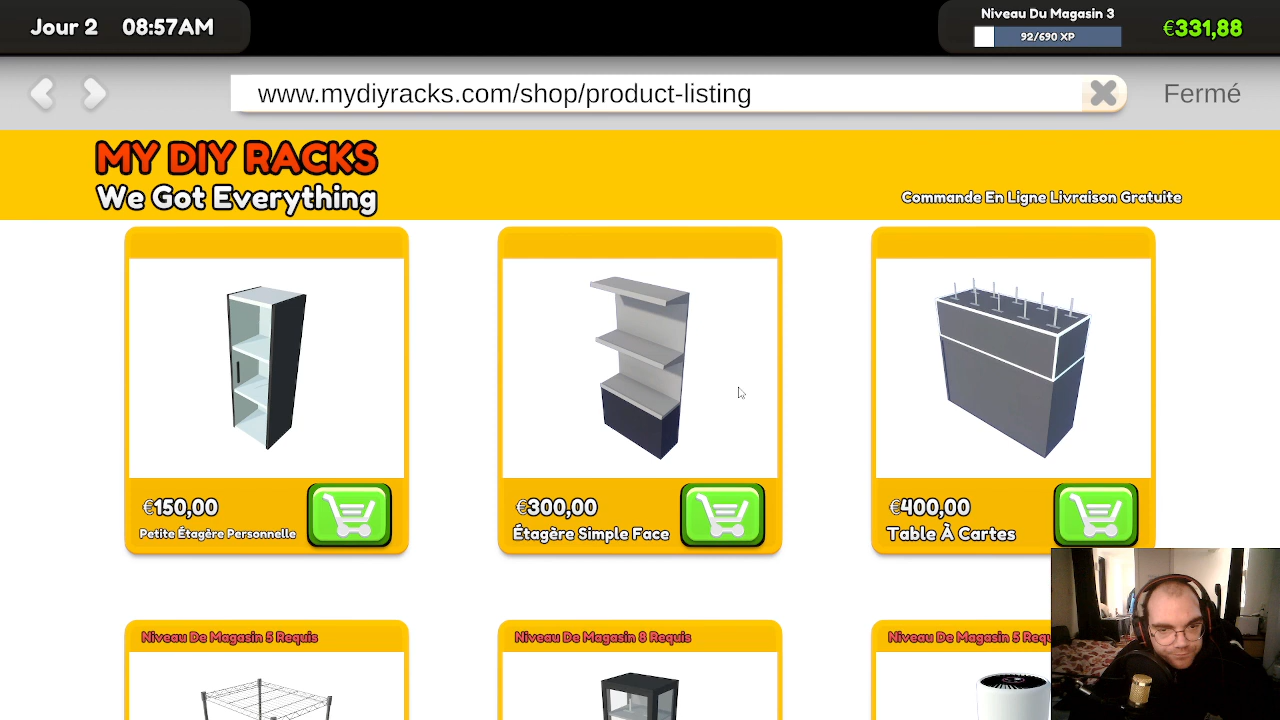 Jour 2 08:57AM
Niveau Du Magasin 3
92/690 XP
€331,88
www.mydiyracks.com/shop/product-listing
Fermé
MY DIY RACKS
We Got Everything
Commande En Ligne Livraison Gratuite
€150,00
Petite Étagère Personnelle
€300,00
Étagère Simple Face
€400,00
Table À Cartes
Niveau De Magasin 5 Requis
Niveau De Magasin 8 Requis
Niveau De Magasin 5 Requ